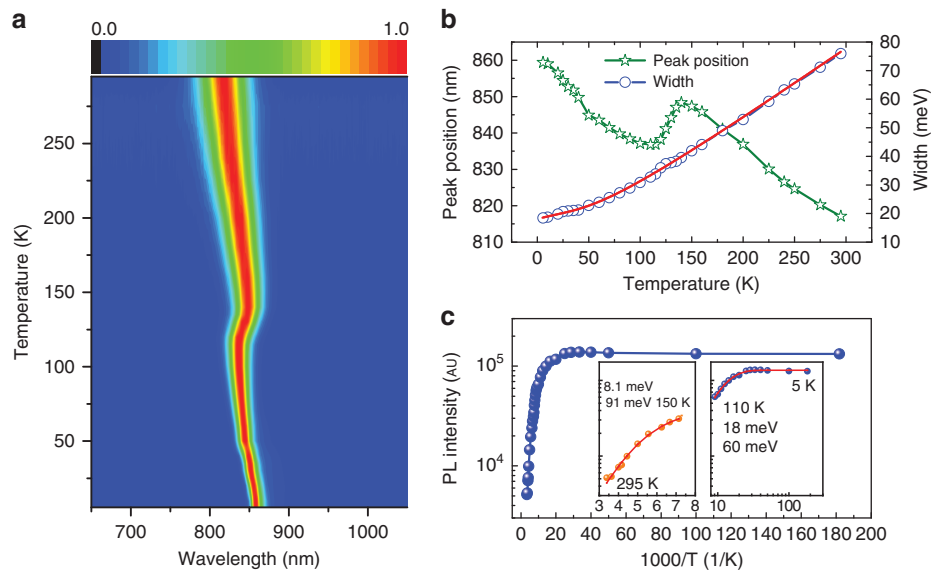 a
0.0 1.0
250
200
150
100
50
Temperature (K)
700 800 900 1000
Wavelength (nm)
b
860
850
840
830
820
810
Peak position (nm)
Peak position
Width
80
70
60
50
40
30
20
10
Width (meV)
0 50 100 150 200 250 300
Temperature (K)
c
10⁵
10⁴
PL intensity (AU)
8.1 meV
91 meV 150 K
295 K
3 4 5 6 7 8
5 K
110 K
18 meV
60 meV
10 100
0 20 40 60 80 100 120 140 160 180 200
1000/T (1/K)